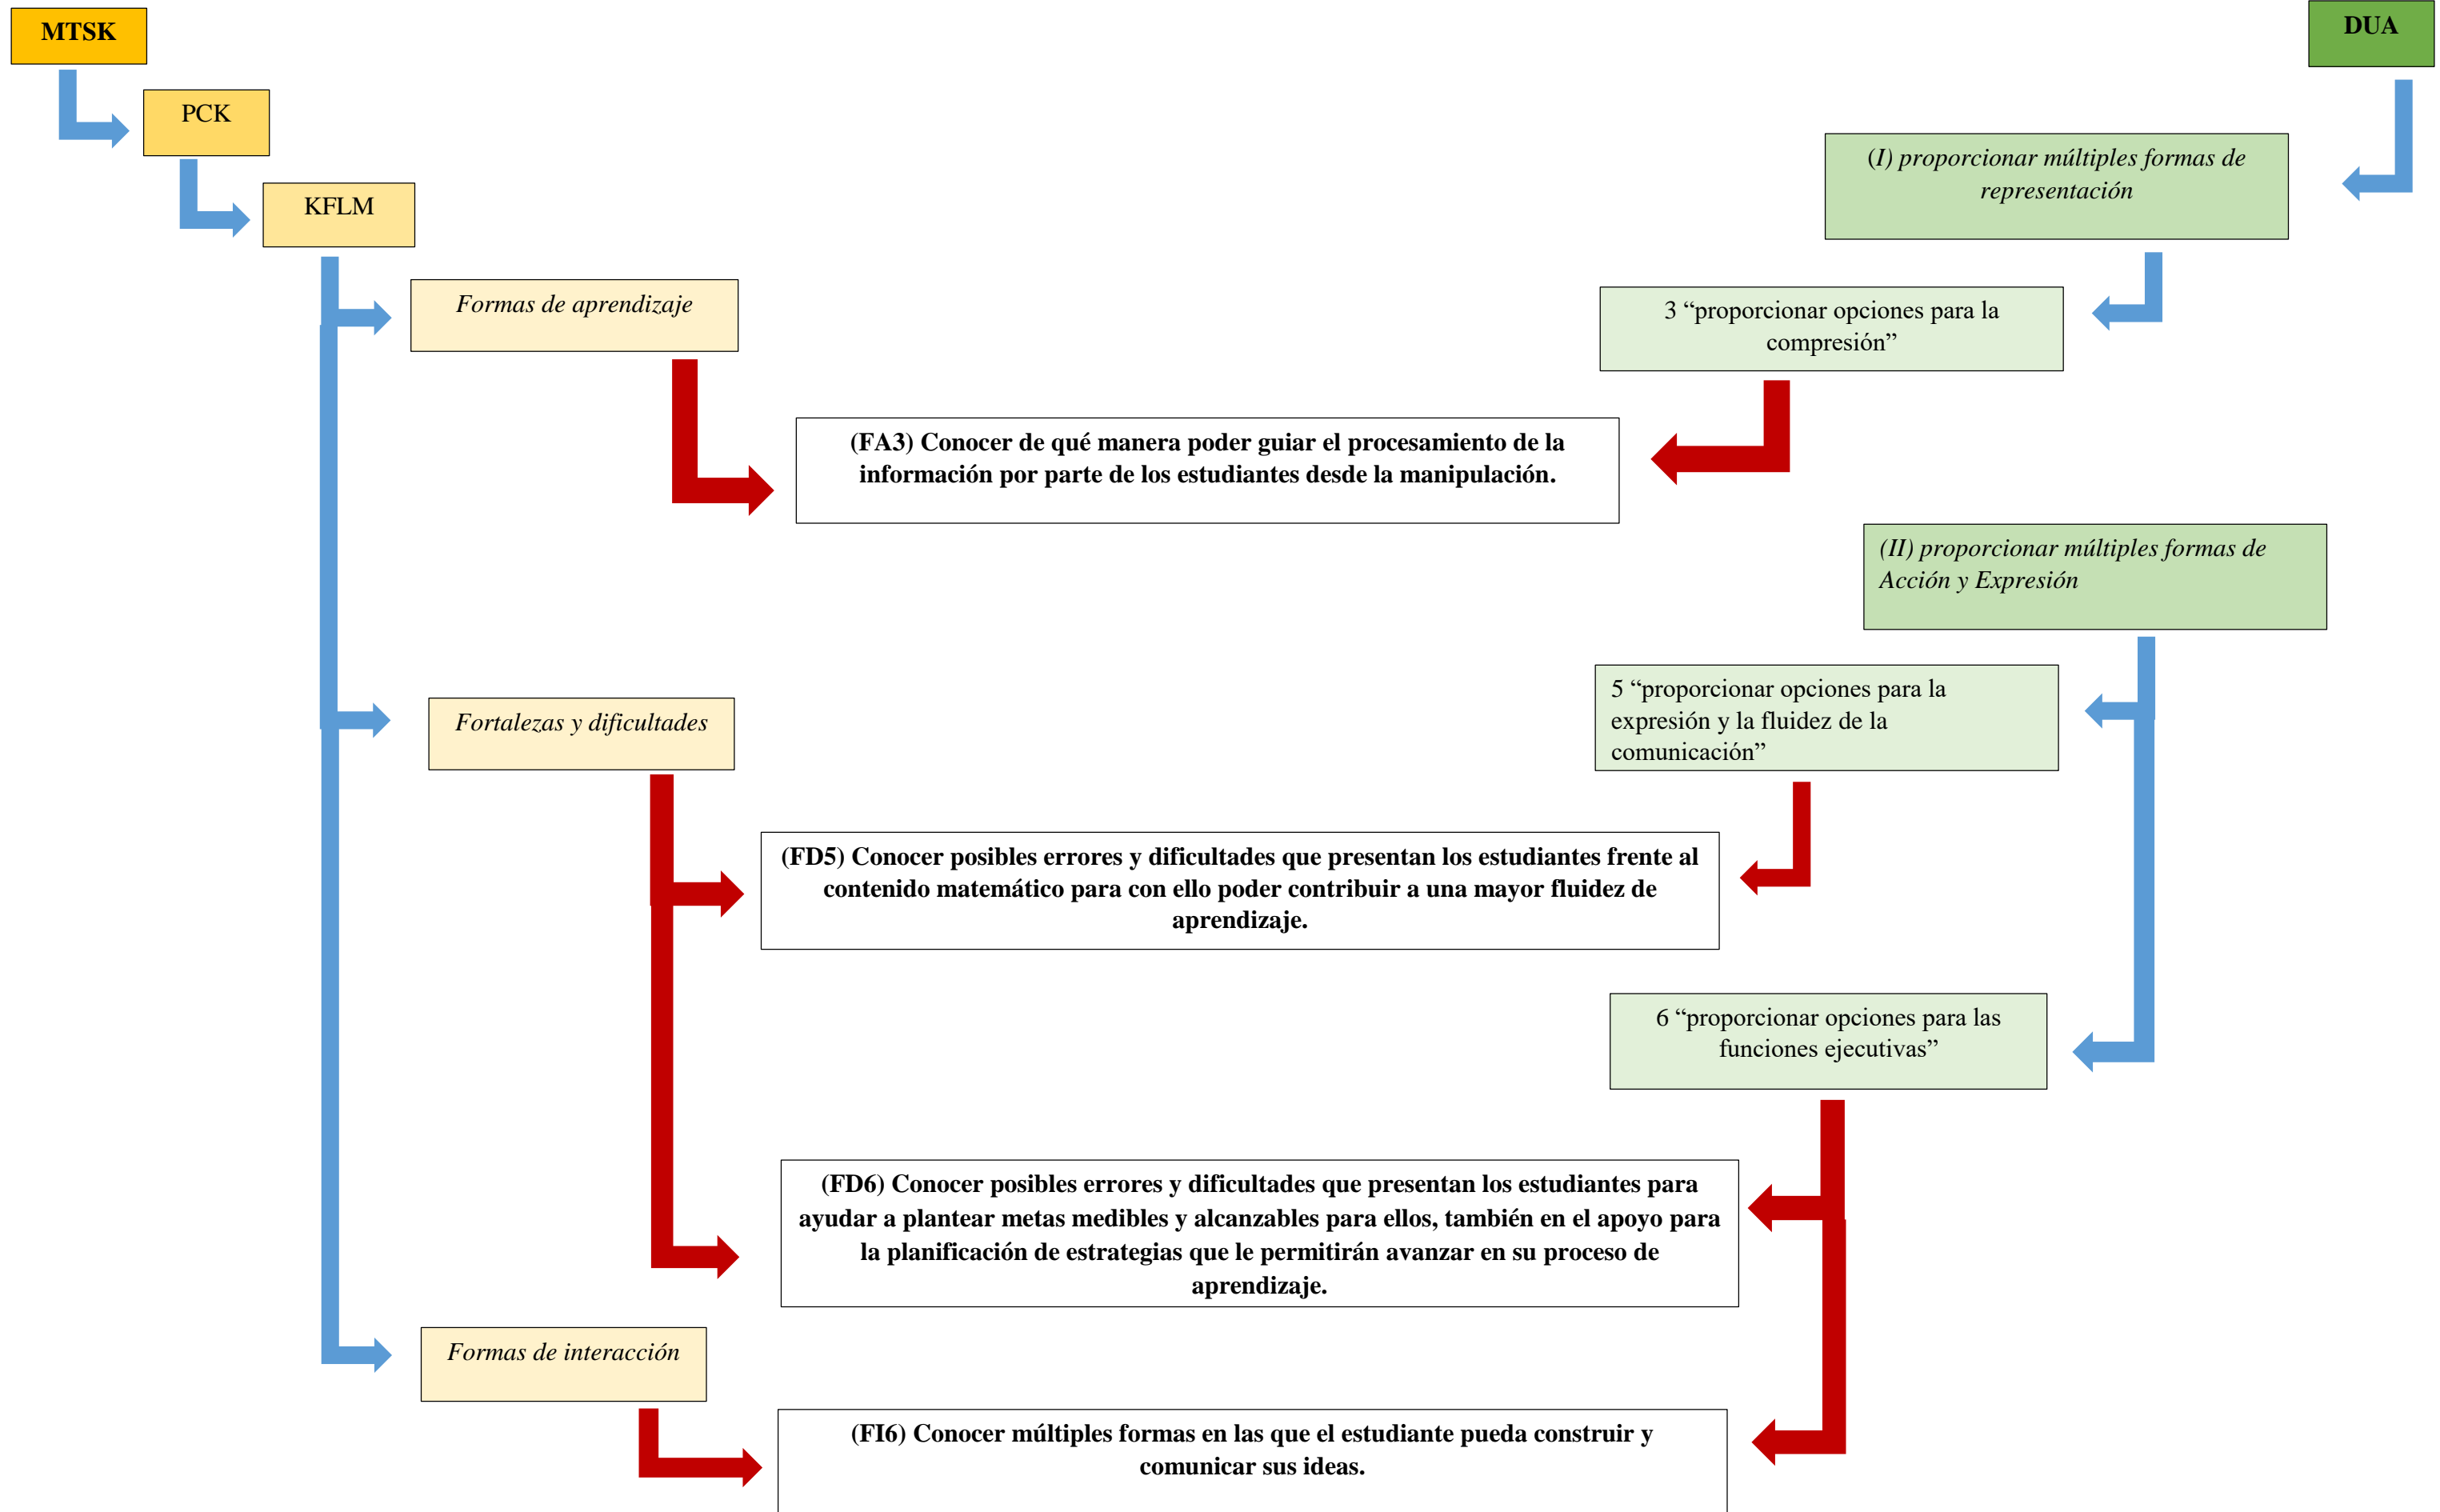 MTSK
DUA
PCK
(I) proporcionar múltiples formas de
representación
KFLM
Formas de aprendizaje
3 “proporcionar opciones para la
compresión”
(FA3) Conocer de qué manera poder guiar el procesamiento de la
información por parte de los estudiantes desde la manipulación.
(II) proporcionar múltiples formas de
Acción y Expresión
Fortalezas y dificultades
5 “proporcionar opciones para la
expresión y la fluidez de la
comunicación”
(FD5) Conocer posibles errores y dificultades que presentan los estudiantes frente al
contenido matemático para con ello poder contribuir a una mayor fluidez de
aprendizaje.
6 “proporcionar opciones para las
funciones ejecutivas”
(FD6) Conocer posibles errores y dificultades que presentan los estudiantes para
ayudar a plantear metas medibles y alcanzables para ellos, también en el apoyo para
la planificación de estrategias que le permitirán avanzar en su proceso de
aprendizaje.
Formas de interacción
(FI6) Conocer múltiples formas en las que el estudiante pueda construir y
comunicar sus ideas.